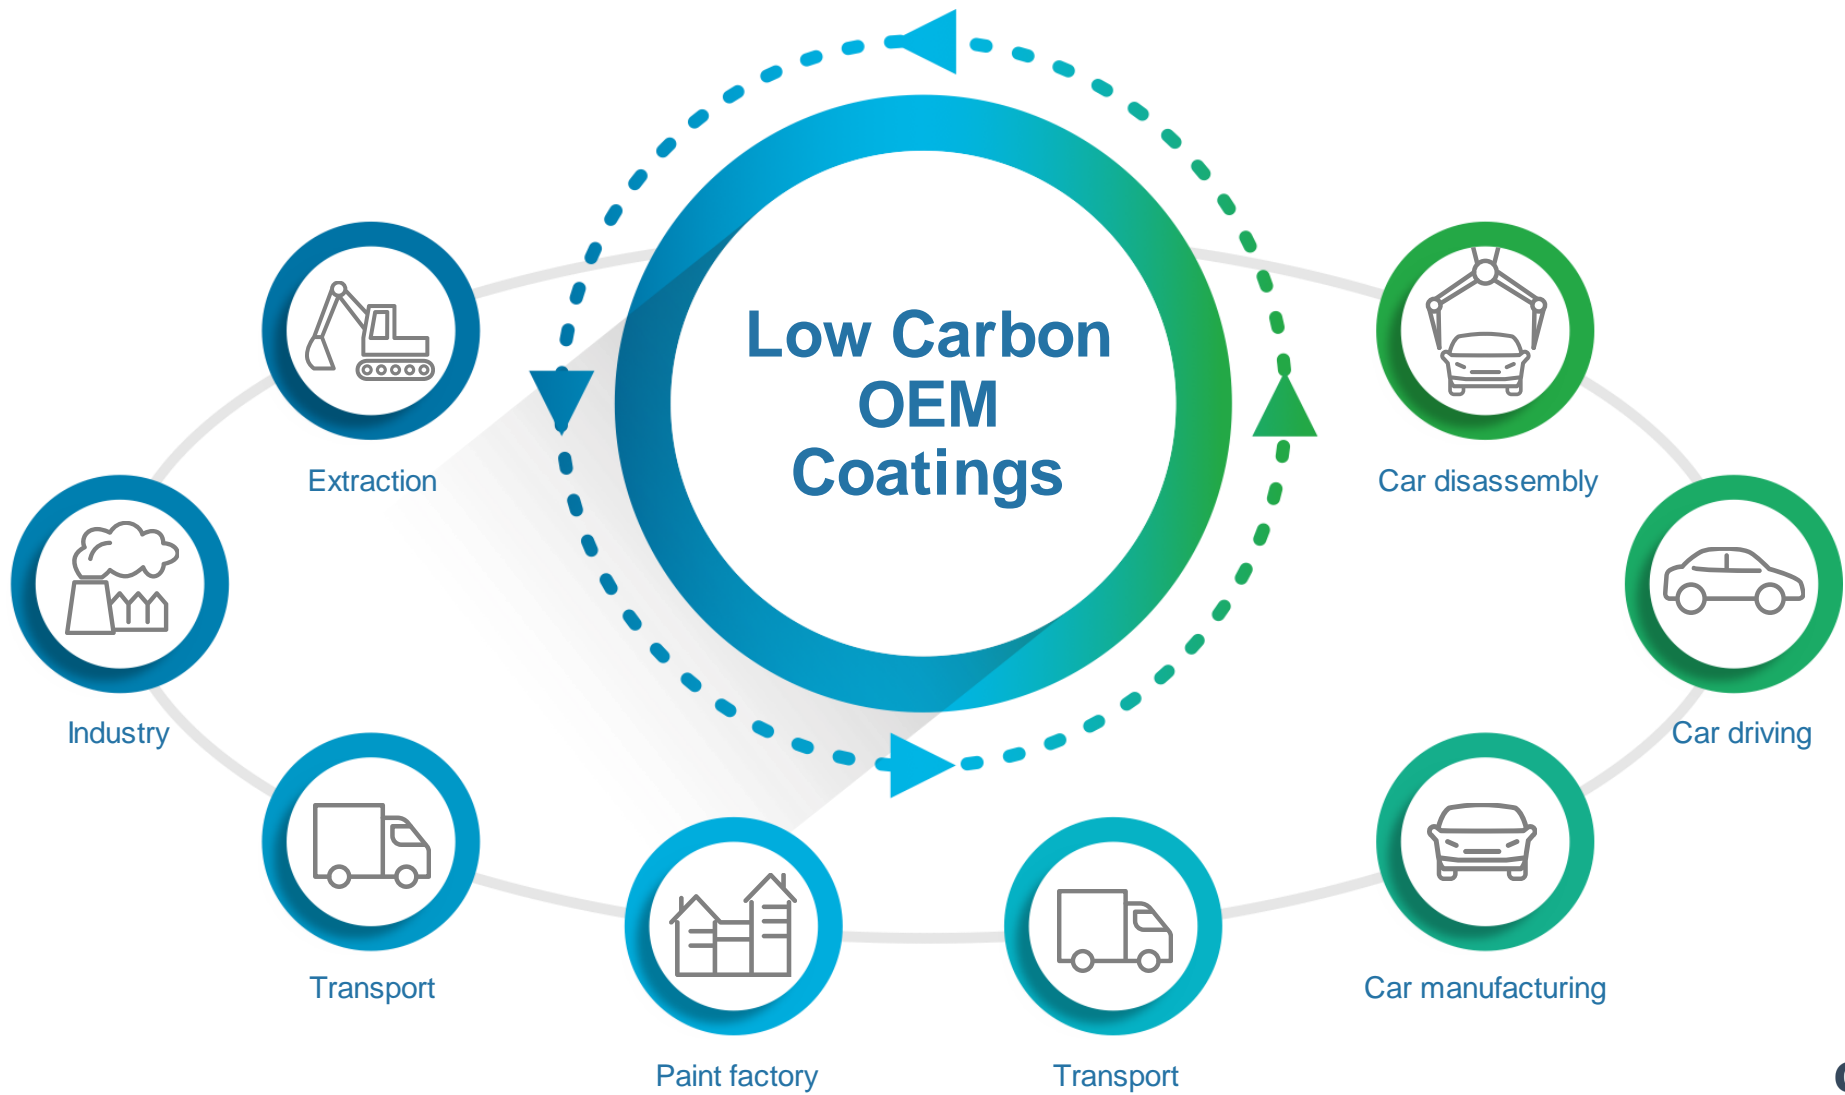 Low Carbon
OEM
Coatings
Extraction
Industry
Transport
Paint factory
Transport
Car manufacturing
Car driving
Car disassembly